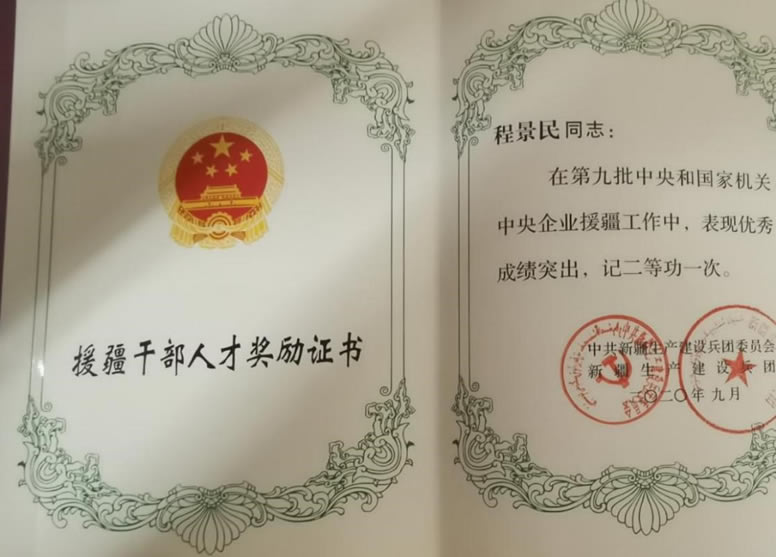 援疆干部人才奖励证书
程景民同志：
在第九批中央和国家机关
中央企业援疆工作中，表现优秀
成绩突出，记二等功一次。
中共新疆生产建设兵团委员会
新疆生产建设兵团
二〇二〇年九月